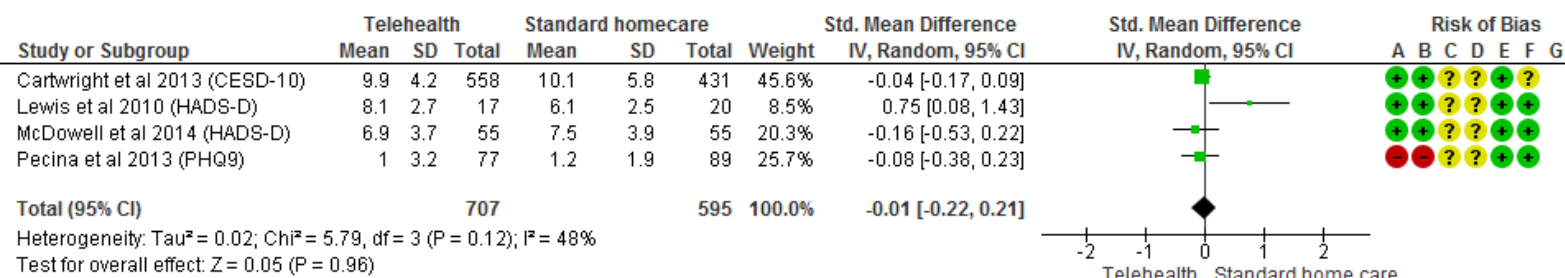 Telehealth Standard homecare Std. Mean Difference Std. Mean Difference Risk of Bias
Study or Subgroup Mean SD Total Mean SD Total Weight IV, Random, 95% CI IV, Random, 95% CI A B C D E F G
Cartwright et al 2013 (CESD-10) 9.9 4.2 558 10.1 5.8 431 45.6% -0.04 [-0.17, 0.09] + + ? ? + ?
Lewis et al 2010 (HADS-D) 8.1 2.7 17 6.1 2.5 20 8.5% 0.75 [0.08, 1.43] + + ? ? + +
McDowell et al 2014 (HADS-D) 6.9 3.7 55 7.5 3.9 55 20.3% -0.16 [-0.53, 0.22] + + ? ? + +
Pecina et al 2013 (PHQ9) 1 3.2 77 1.2 1.9 89 25.7% -0.08 [-0.38, 0.23] - - ? ? + +
Total (95% CI) 707 595 100.0% -0.01 [-0.22, 0.21]
Heterogeneity: Tau² = 0.02; Chi² = 5.79, df = 3 (P = 0.12); I² = 48%
Test for overall effect: Z = 0.05 (P = 0.96)
-2 -1 0 1 2
Telehealth Standard home care